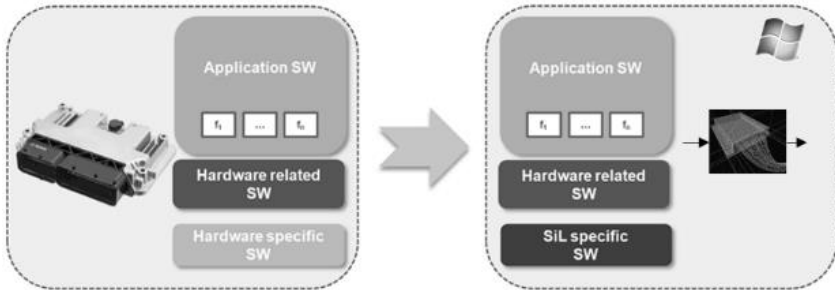 Application SW
f₁
...
fₙ
Hardware related
SW
Hardware specific
SW
Application SW
f₁
...
fₙ
Hardware related
SW
SiL specific
SW